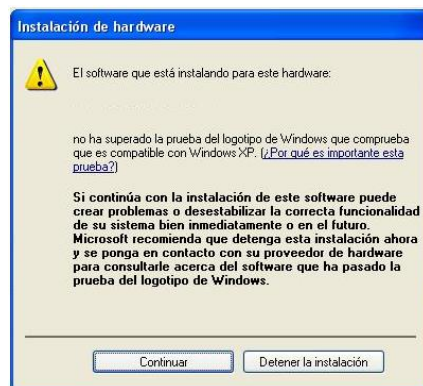 Instalación de hardware
El software que está instalando para este hardware:
no ha superado la prueba del logotipo de Windows que comprueba
que es compatible con Windows XP. (¿Por qué es importante esta
prueba?)
Si continúa con la instalación de este software puede
crear problemas o desestabilizar la correcta funcionalidad
de su sistema bien inmediatamente o en el futuro.
Microsoft recomienda que detenga esta instalación ahora
y se ponga en contacto con su proveedor de hardware
para consultarle acerca del software que ha pasado la
prueba del logotipo de Windows.
Continuar
Detener la instalación